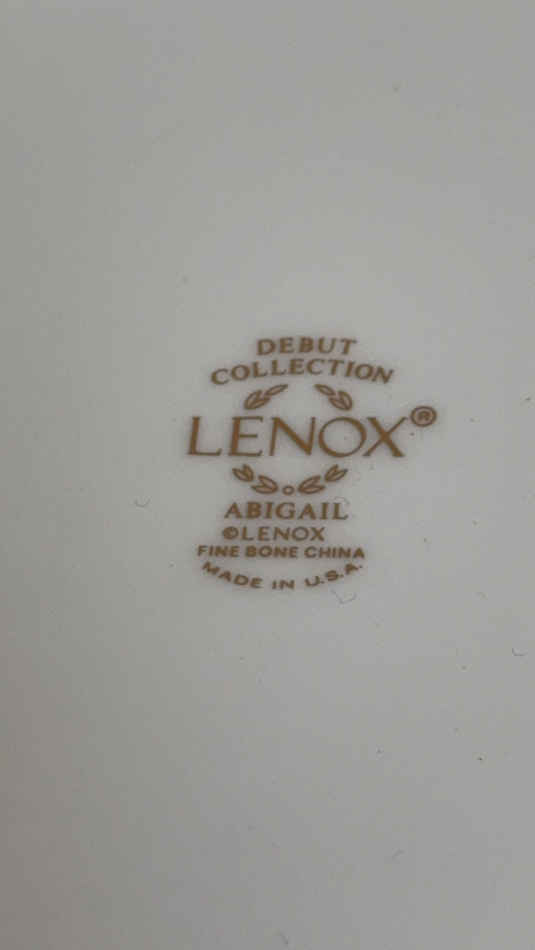 DEBUT
COLLECTION
LENOX®
ABIGAIL
©LENOX
FINE BONE CHINA
MADE IN U.S.A.